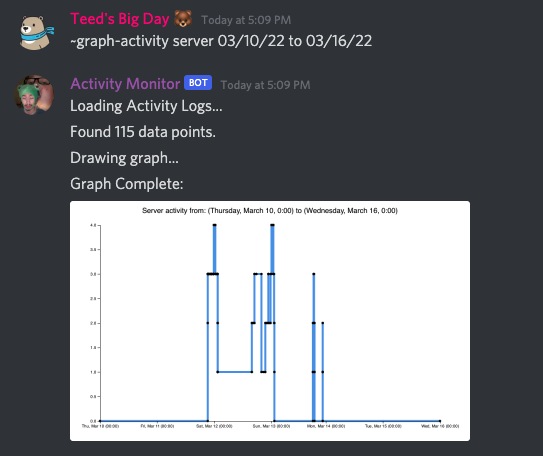 Teed's Big Day 🐻 Today at 5:09 PM
~graph-activity server 03/10/22 to 03/16/22
Activity Monitor BOT Today at 5:09 PM
Loading Activity Logs...
Found 115 data points.
Drawing graph...
Graph Complete:
Server activity from: (Thursday, March 10, 0:00) to (Wednesday, March 16, 0:00)
4.0
3.5
3.0
2.5
2.0
1.5
1.0
0.5
0.0
Thu, Mar 10 (00:00) Fri, Mar 11 (00:00) Sat, Mar 12 (00:00) Sun, Mar 13 (00:00) Mon, Mar 14 (00:00) Tue, Mar 15 (00:00) Wed, Mar 16 (00:00)